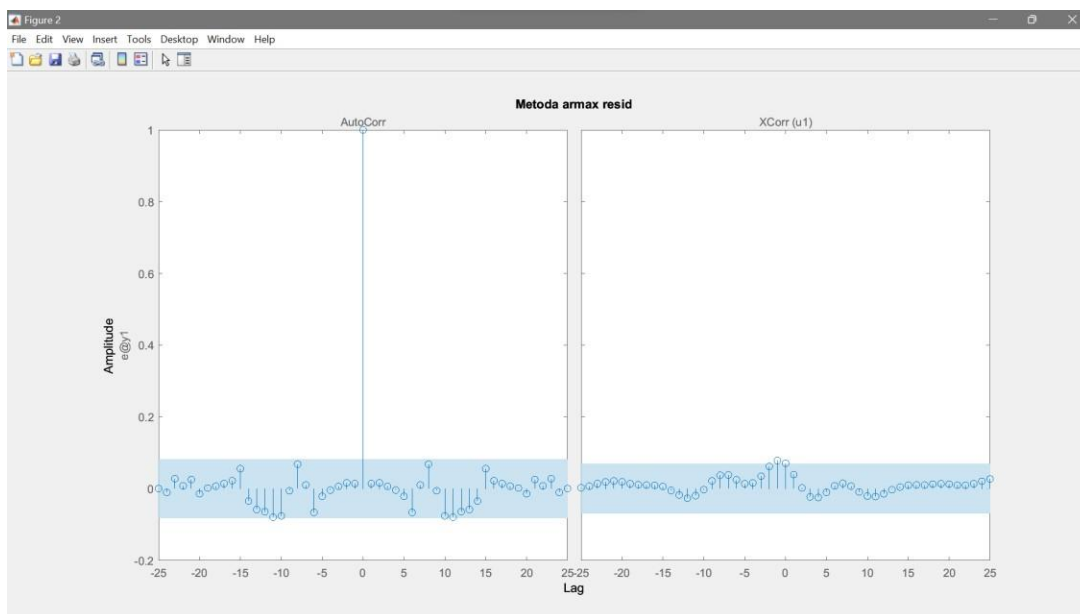 Figure 2
File Edit View Insert Tools Desktop Window Help
Metoda armax resid
AutoCorr
XCorr (u1)
1
0.8
0.6
0.4
0.2
0
-0.2
Amplitude
e@y1
-25 -20 -15 -10 -5 0 5 10 15 20 25
-25 -20 -15 -10 -5 0 5 10 15 20 25
Lag